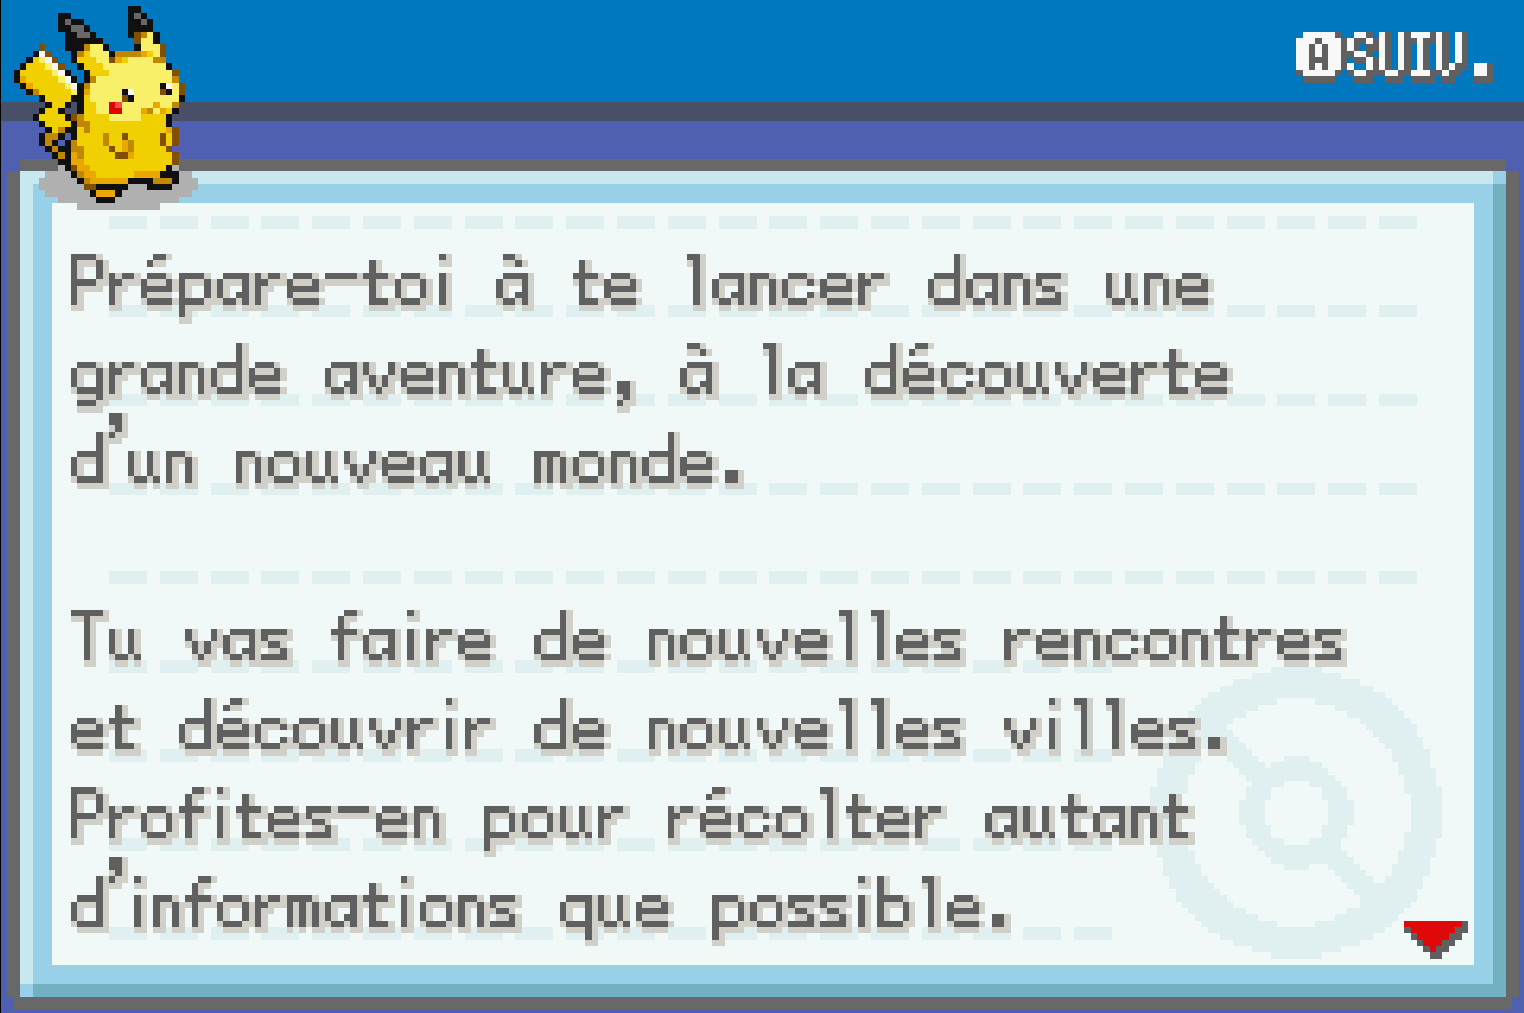 Ⓐ SUIV.
Prépare-toi à te lancer dans une
grande aventure, à la découverte
d'un nouveau monde.
Tu vas faire de nouvelles rencontres
et découvrir de nouvelles villes.
Profites-en pour récolter autant
d'informations que possible.